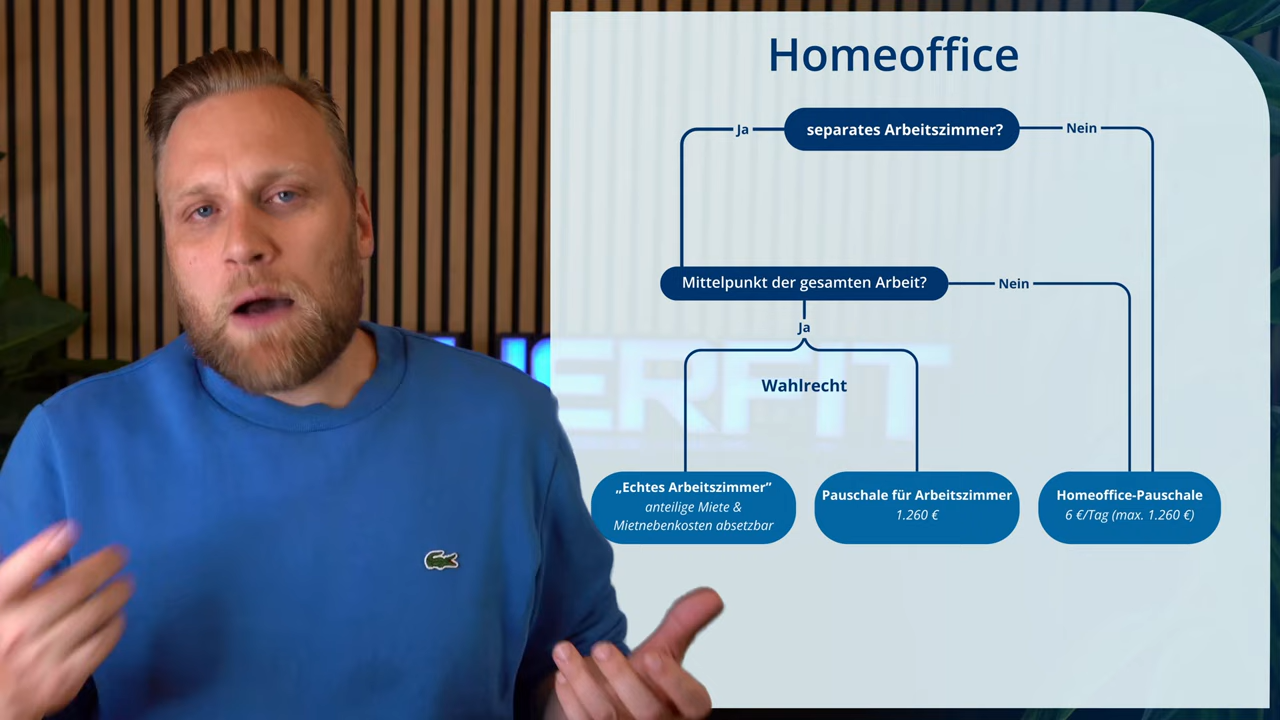 Homeoffice
separates Arbeitszimmer?
Ja
Nein
Mittelpunkt der gesamten Arbeit?
Nein
Ja
Wahlrecht
„Echtes Arbeitszimmer“
anteilige Miete &
Mietnebenkosten absetzbar
Pauschale für Arbeitszimmer
1.260 €
Homeoffice-Pauschale
6 €/Tag (max. 1.260 €)
ERFIT